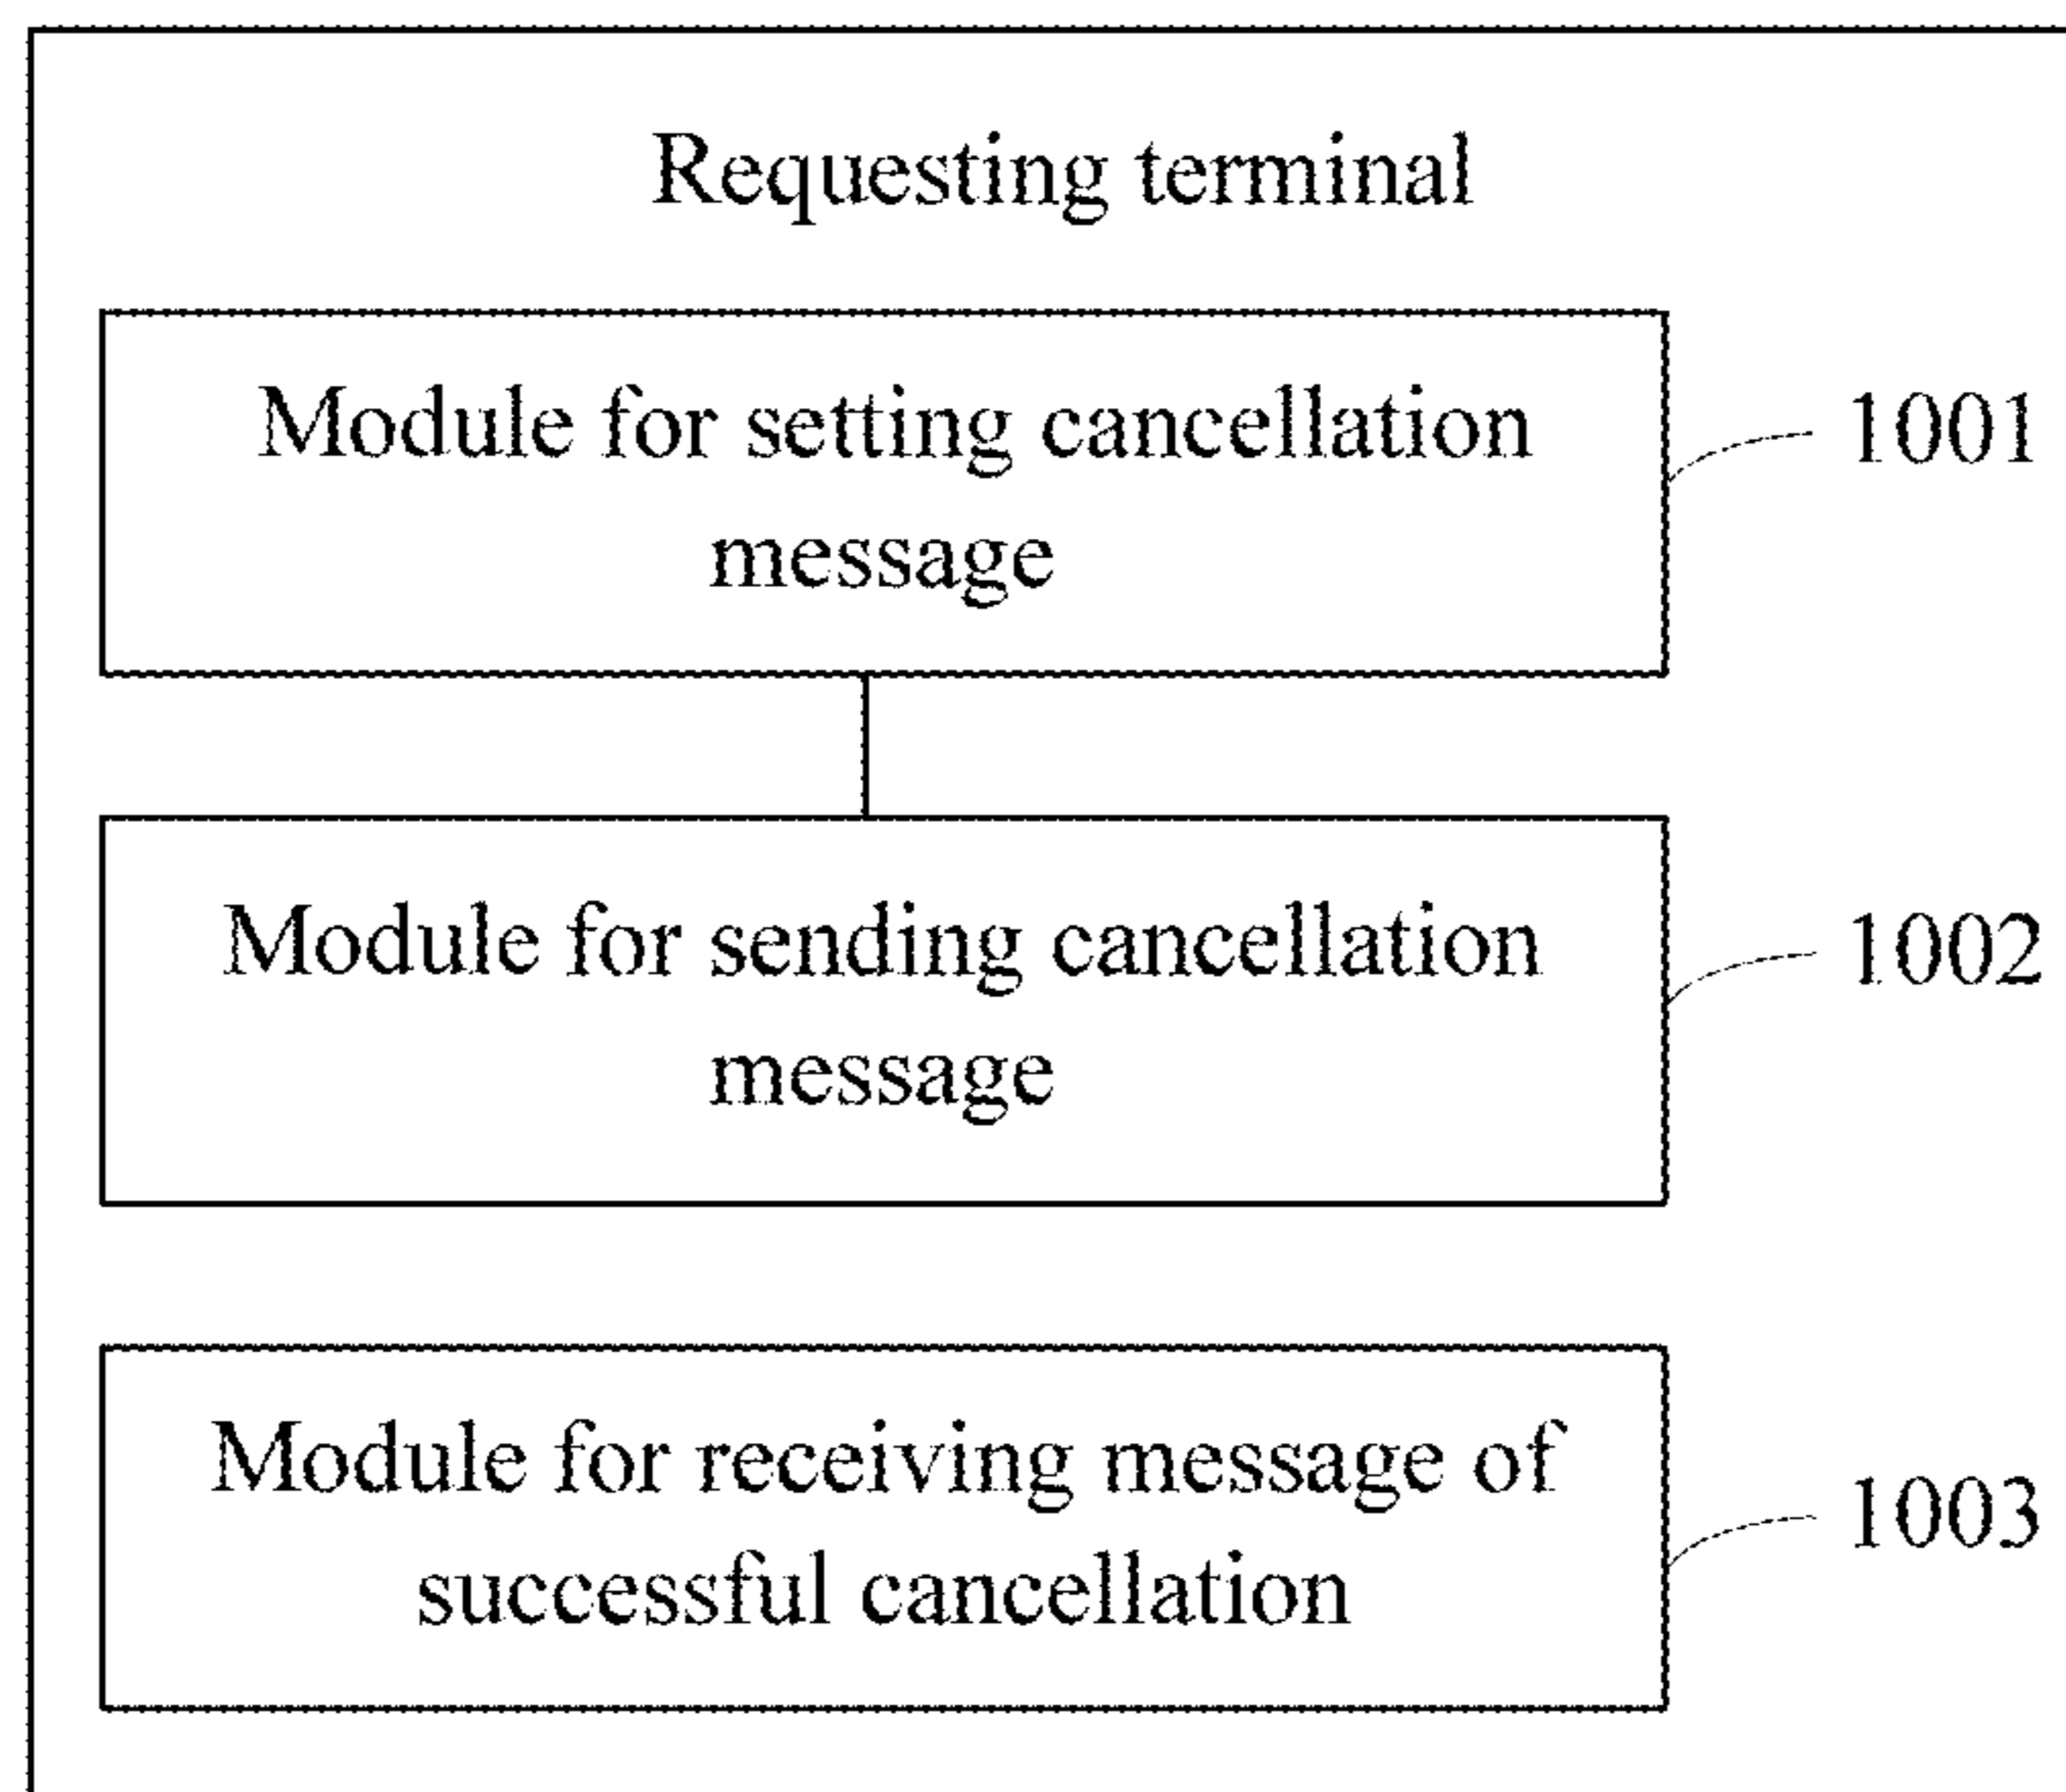 Requesting terminal
Module for setting cancellation
message
1001
Module for sending cancellation
message
1002
Module for receiving message of
successful cancellation
1003